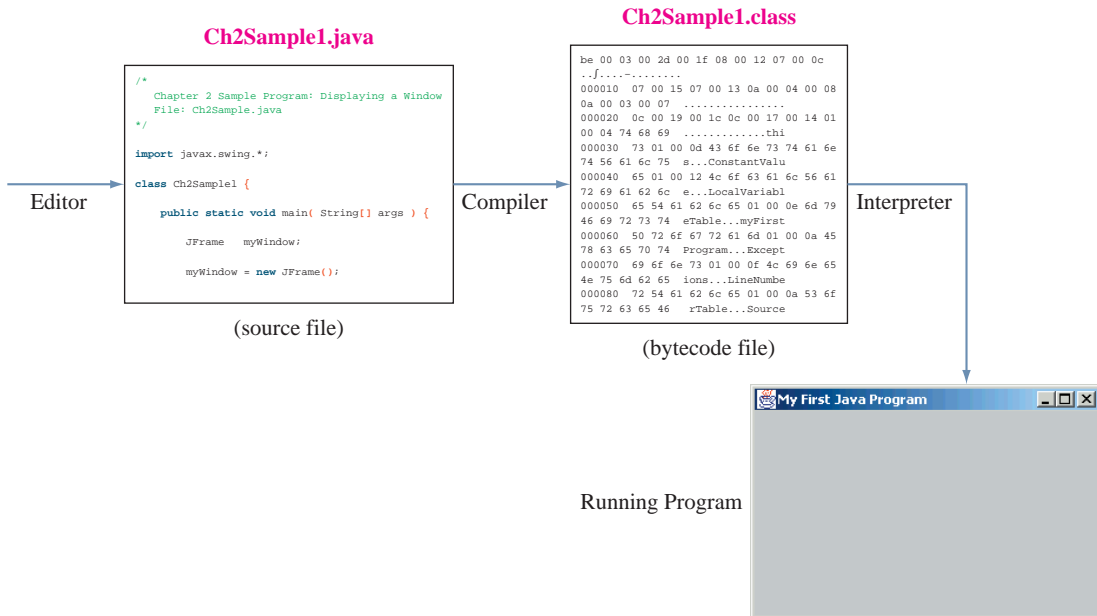 Ch2Sample1.java
/*
Chapter 2 Sample Program: Displaying a Window
File: Ch2Sample.java
*/
import javax.swing.*;
class Ch2Sample1 {
public static void main( String[] args ) {
JFrame myWindow;
myWindow = new JFrame();
(source file)
Editor
Compiler
Ch2Sample1.class
be 00 03 00 2d 00 1f 08 00 12 07 00 0c
..∫....-........
000010 07 00 15 07 00 13 0a 00 04 00 08
0a 00 03 00 07 ................
000020 0c 00 19 00 1c 0c 00 17 00 14 01
00 04 74 68 69 .............thi
000030 73 01 00 0d 43 6f 6e 73 74 61 6e
74 56 61 6c 75 s...ConstantValu
000040 65 01 00 12 4c 6f 63 61 6c 56 61
72 69 61 62 6c e...LocalVariabl
000050 65 54 61 62 6c 65 01 00 0e 6d 79
46 69 72 73 74 eTable...myFirst
000060 50 72 6f 67 72 61 6d 01 00 0a 45
78 63 65 70 74 Program...Except
000070 69 6f 6e 73 01 00 0f 4c 69 6e 65
4e 75 6d 62 65 ions...LineNumbe
000080 72 54 61 62 6c 65 01 00 0a 53 6f
75 72 63 65 46 rTable...Source
(bytecode file)
Interpreter
My First Java Program
Running Program